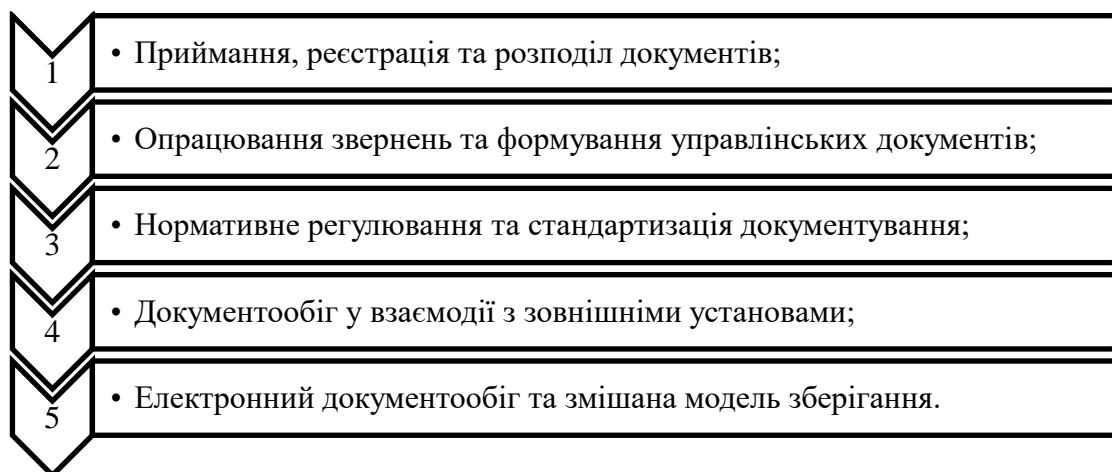 1 • Приймання, реєстрація та розподіл документів;
2 • Опрацювання звернень та формування управлінських документів;
3 • Нормативне регулювання та стандартизація документування;
4 • Документообіг у взаємодії з зовнішніми установами;
5 • Електронний документообіг та змішана модель зберігання.